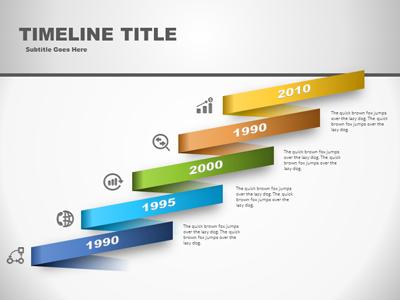 TIMELINE TITLE
Subtitle Goes Here
2010
The quick brown fox jumps
over the lazy dog. The quick
brown fox jumps over the
lazy dog.
1990
The quick brown fox jumps
over the lazy dog. The quick
brown fox jumps over the
lazy dog.
2000
The quick brown fox jumps
over the lazy dog. The
quick brown fox jumps
over the lazy dog.
1995
The quick brown fox jumps
over the lazy dog. The quick
brown fox jumps over the
lazy dog.
1990